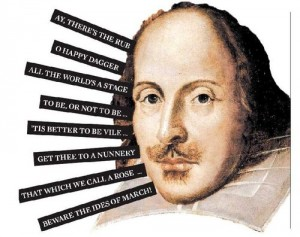 AY, THERE'S THE RUB
O HAPPY DAGGER
ALL THE WORLD'S A STAGE
TO BE, OR NOT TO BE ...
'TIS BETTER TO BE VILE ...
GET THEE TO A NUNNERY
THAT WHICH WE CALL A ROSE ...
BEWARE THE IDES OF MARCH!